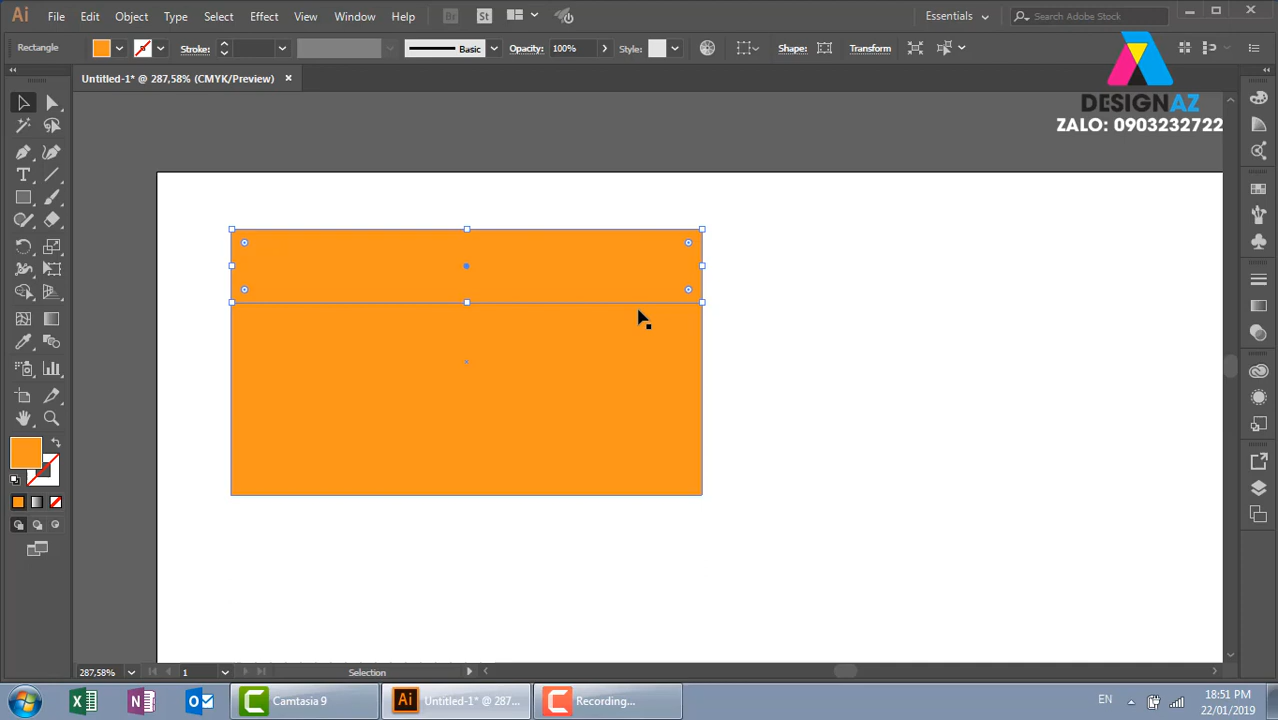 Ai File Edit Object Type Select Effect View Window Help Br St Essentials Search Adobe Stock
Rectangle Stroke: Basic Opacity: 100% Style: Shape: Transform
Untitled-1* @ 287,58% (CMYK/Preview)
DESIGNAZ
ZALO: 0903232722
287,58% 1 Selection
Camtasia 9 Ai Untitled-1* @ 287... Recording... EN 18:51 PM
22/01/2019